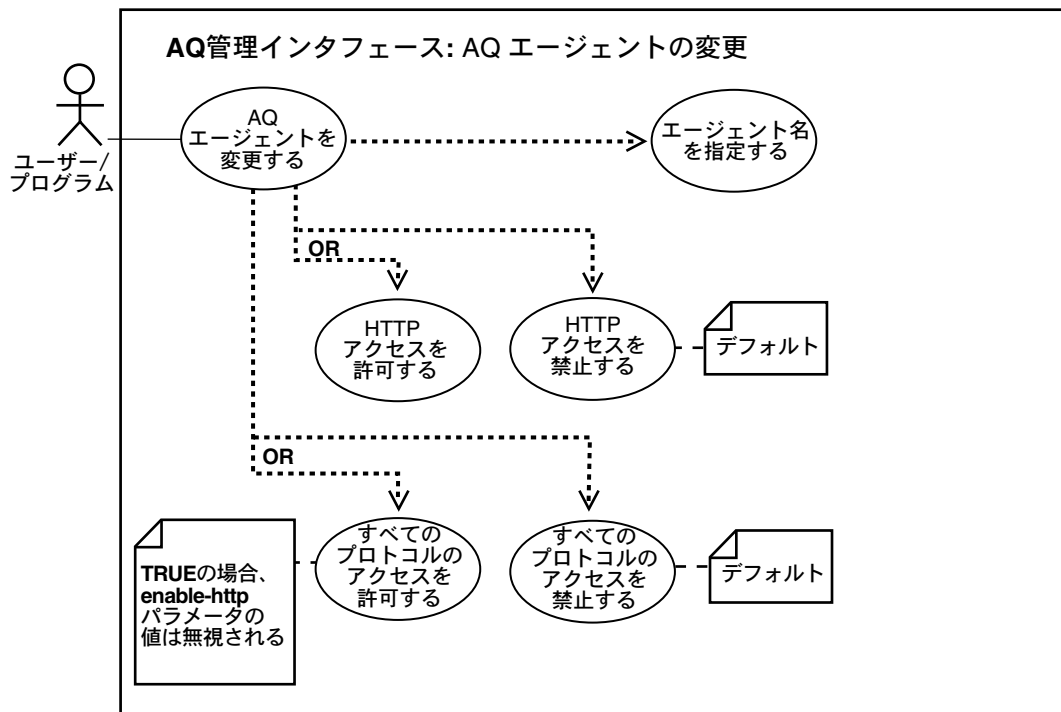 AQ管理インタフェース: AQ エージェントの変更
ユーザー/
プログラム
AQ
エージェントを
変更する
エージェント名
を指定する
OR
HTTP
アクセスを
許可する
HTTP
アクセスを
禁止する
デフォルト
OR
TRUEの場合、
enable-http
パラメータの
値は無視される
すべての
プロトコルの
アクセスを
許可する
すべての
プロトコルの
アクセスを
禁止する
デフォルト